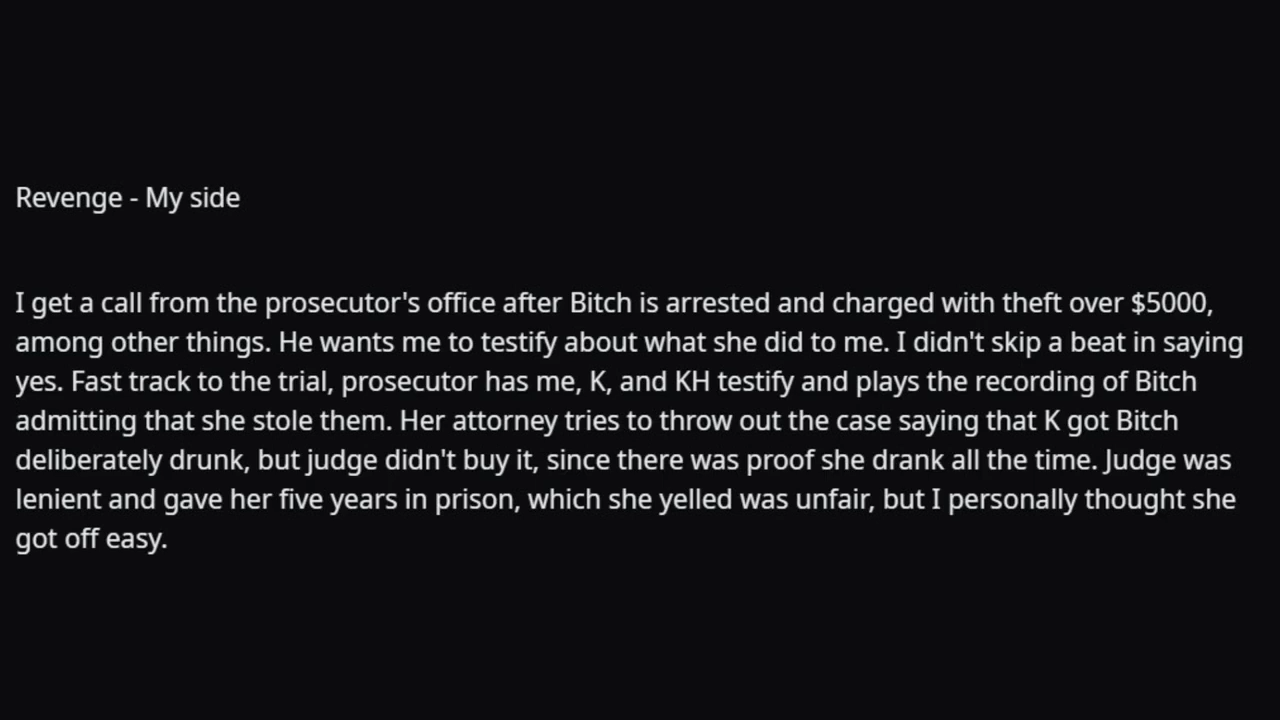 Revenge - My side
I get a call from the prosecutor's office after Bitch is arrested and charged with theft over $5000,
among other things. He wants me to testify about what she did to me. I didn't skip a beat in saying
yes. Fast track to the trial, prosecutor has me, K, and KH testify and plays the recording of Bitch
admitting that she stole them. Her attorney tries to throw out the case saying that K got Bitch
deliberately drunk, but judge didn't buy it, since there was proof she drank all the time. Judge was
lenient and gave her five years in prison, which she yelled was unfair, but I personally thought she
got off easy.